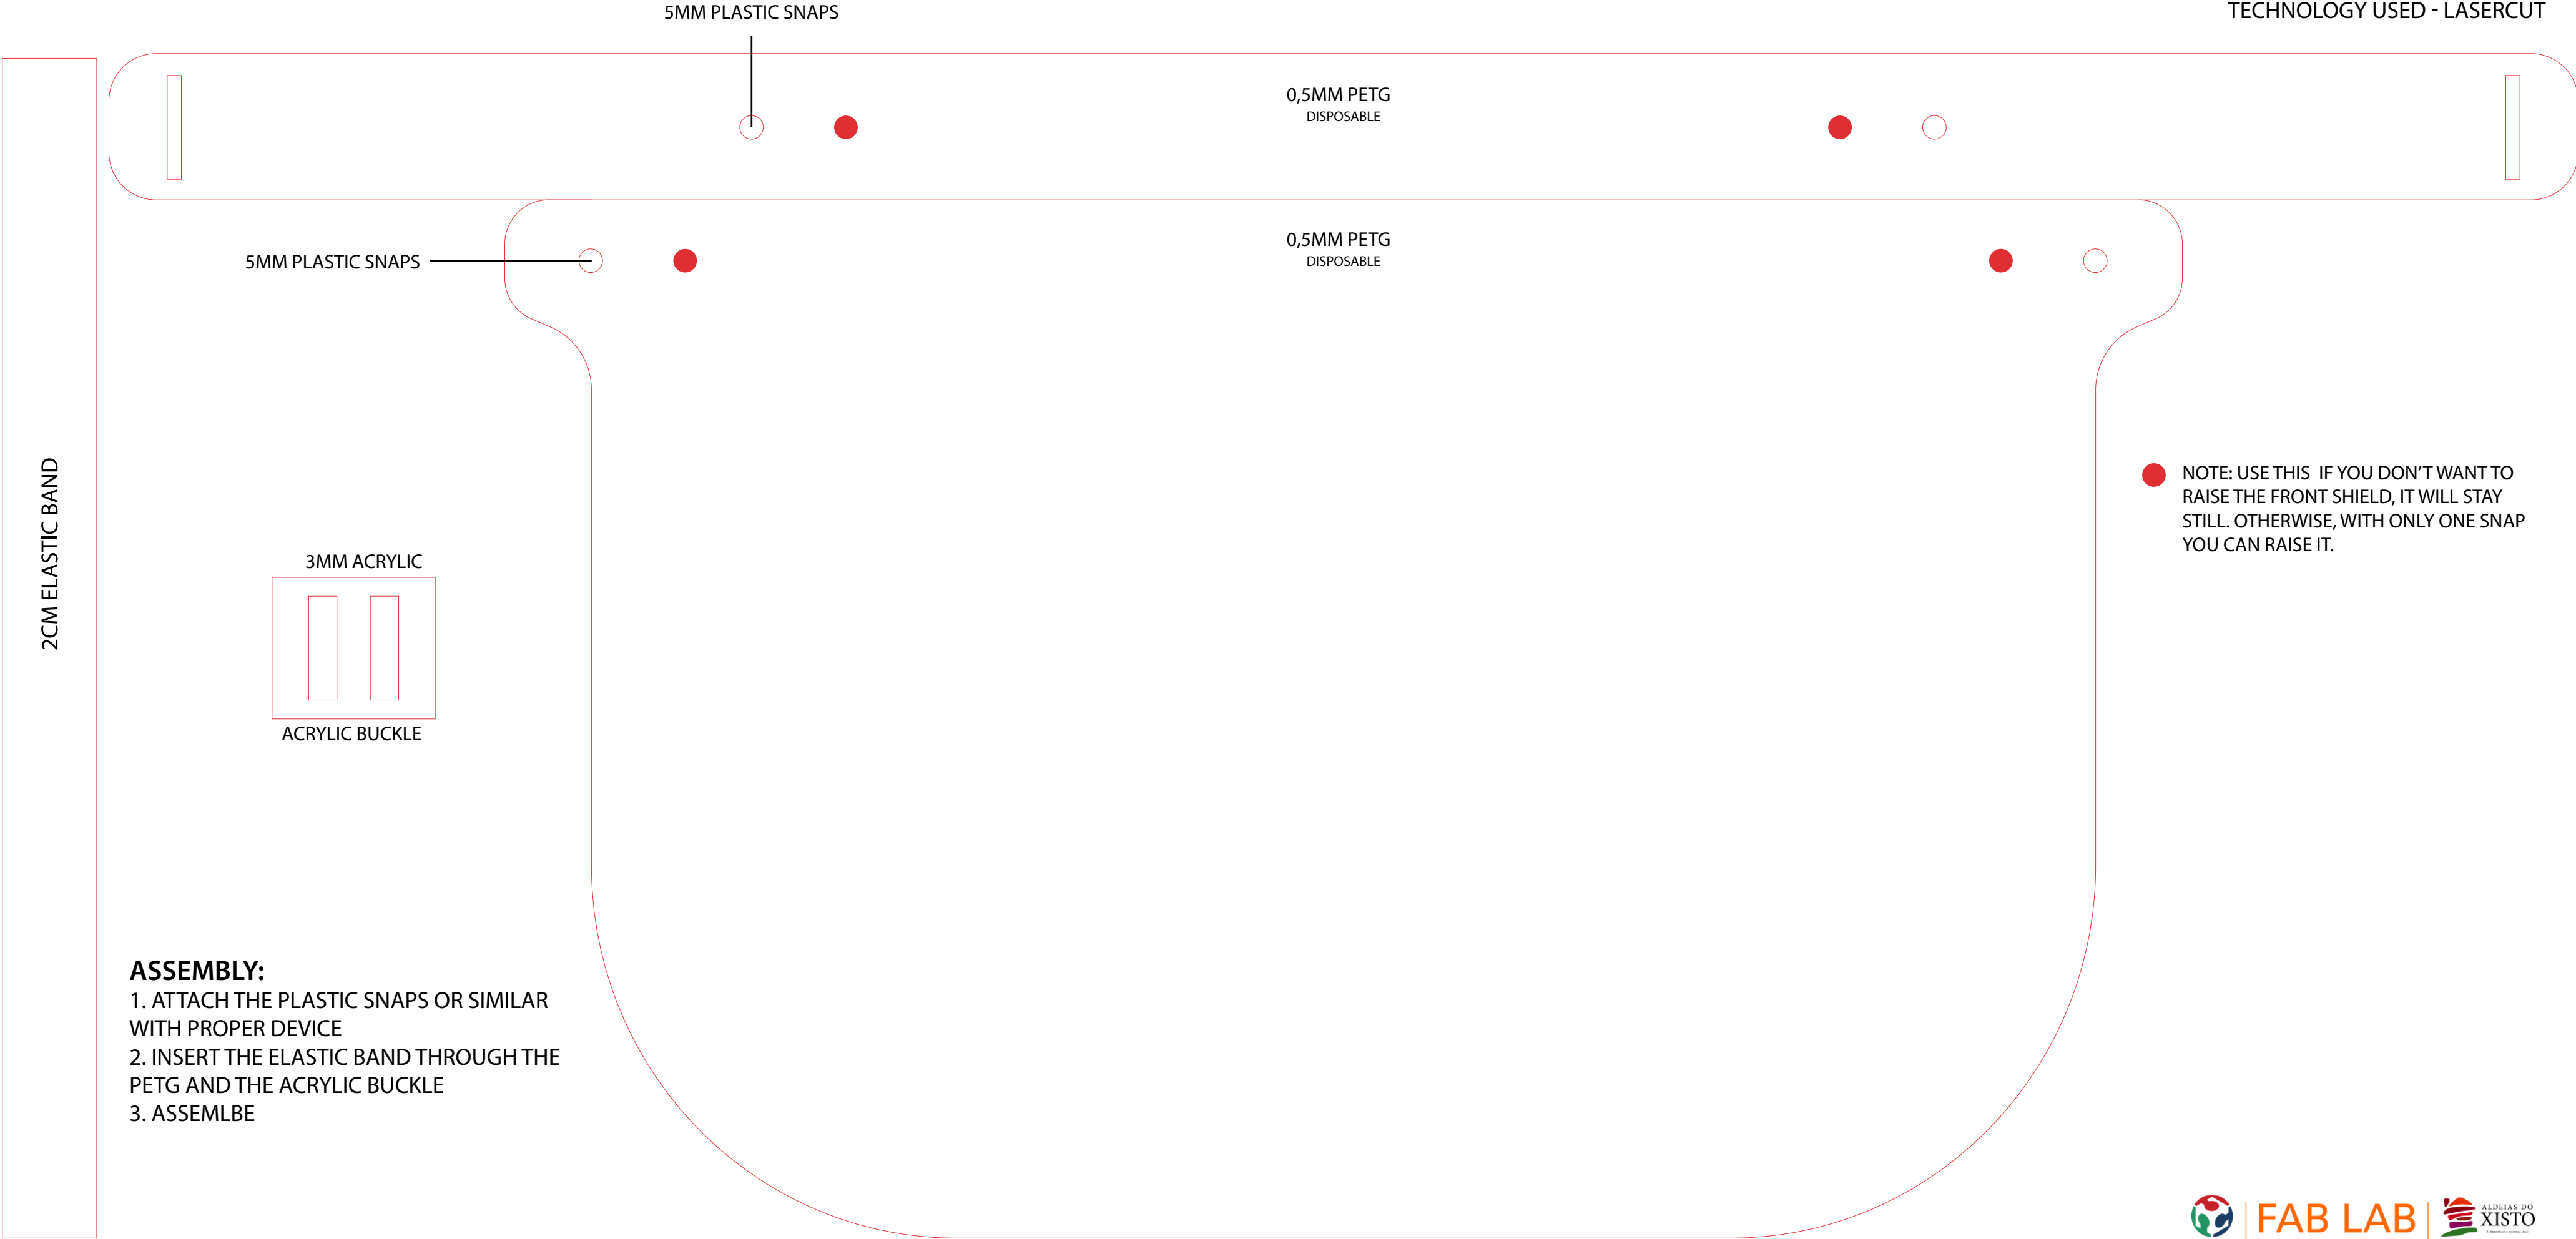 5MM PLASTIC SNAPS
TECHNOLOGY USED - LASERCUT
0,5MM PETG
DISPOSABLE
5MM PLASTIC SNAPS
0,5MM PETG
DISPOSABLE
2CM ELASTIC BAND
NOTE: USE THIS  IF YOU DON'T WANT TO
RAISE THE FRONT SHIELD, IT WILL STAY
STILL. OTHERWISE, WITH ONLY ONE SNAP
YOU CAN RAISE IT.
3MM ACRYLIC
ACRYLIC BUCKLE
ASSEMBLY:
1. ATTACH THE PLASTIC SNAPS OR SIMILAR
WITH PROPER DEVICE
2. INSERT THE ELASTIC BAND THROUGH THE
PETG AND THE ACRYLIC BUCKLE
3. ASSEMLBE
FAB LAB
ALDEIAS DO
XISTO